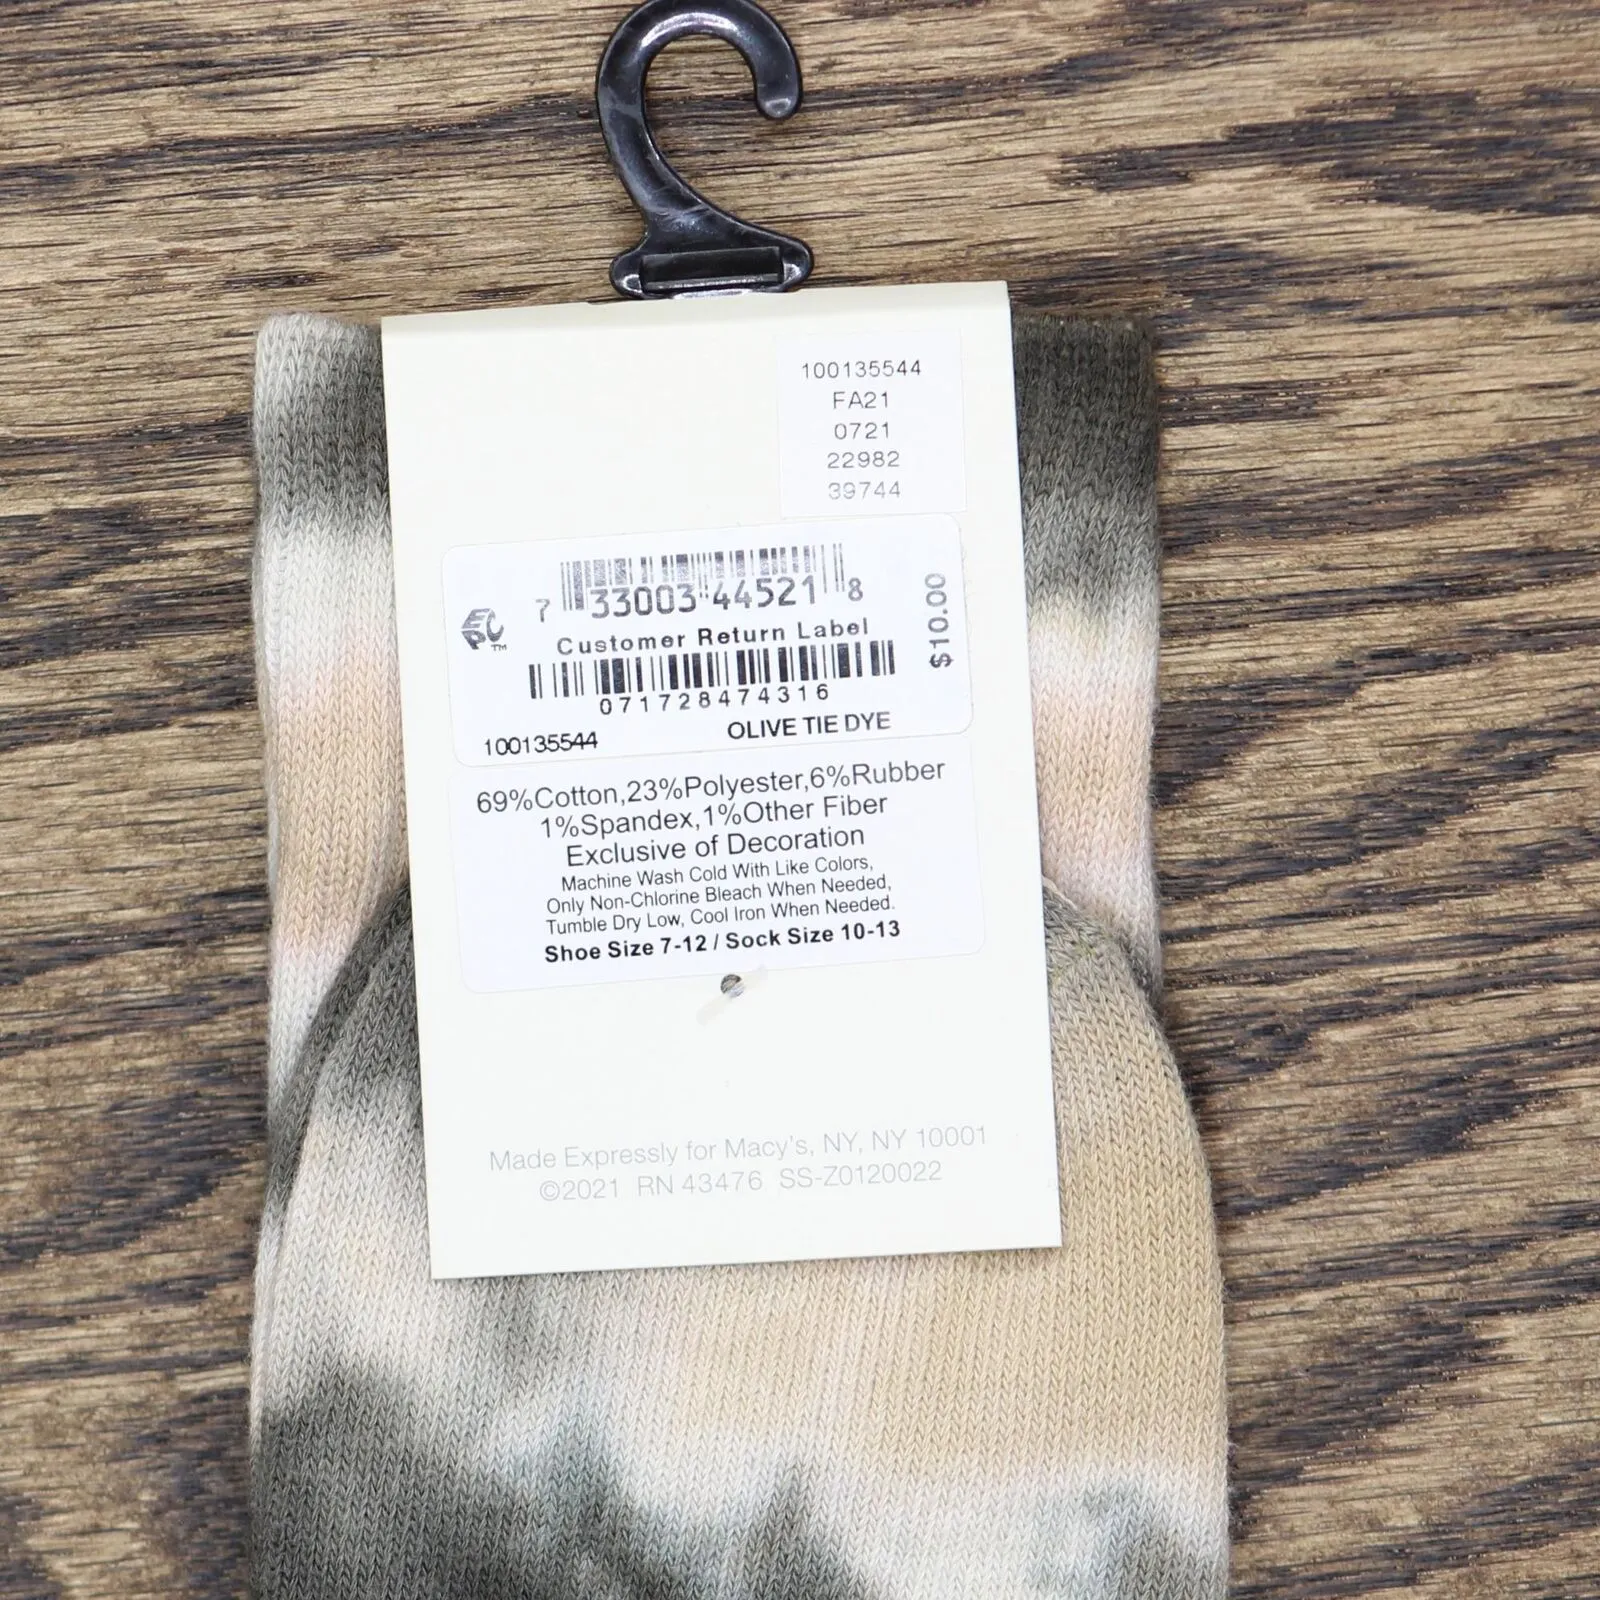 100135544
FA21
0721
22982
39744
7 33003 44521 8
EPC™
Customer Return Label
$10.00
071728474316
100135544 OLIVE TIE DYE
69%Cotton,23%Polyester,6%Rubber
1%Spandex,1%Other Fiber
Exclusive of Decoration
Machine Wash Cold With Like Colors,
Only Non-Chlorine Bleach When Needed,
Tumble Dry Low, Cool Iron When Needed.
Shoe Size 7-12 / Sock Size 10-13
Made Expressly for Macy's, NY, NY 10001
©2021 RN 43476 SS-Z0120022